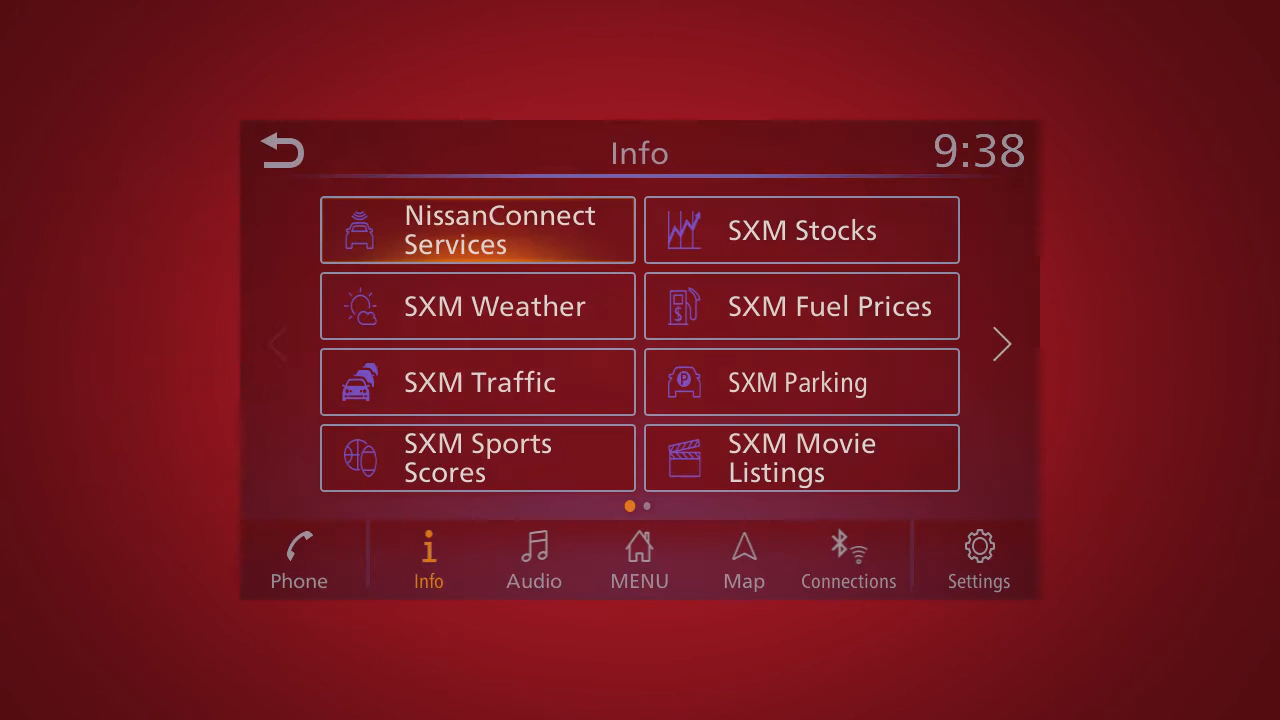 Info
9:38
NissanConnect
Services
SXM Stocks
SXM Weather
SXM Fuel Prices
SXM Traffic
SXM Parking
SXM Sports
Scores
SXM Movie
Listings
Phone
Info
Audio
MENU
Map
Connections
Settings